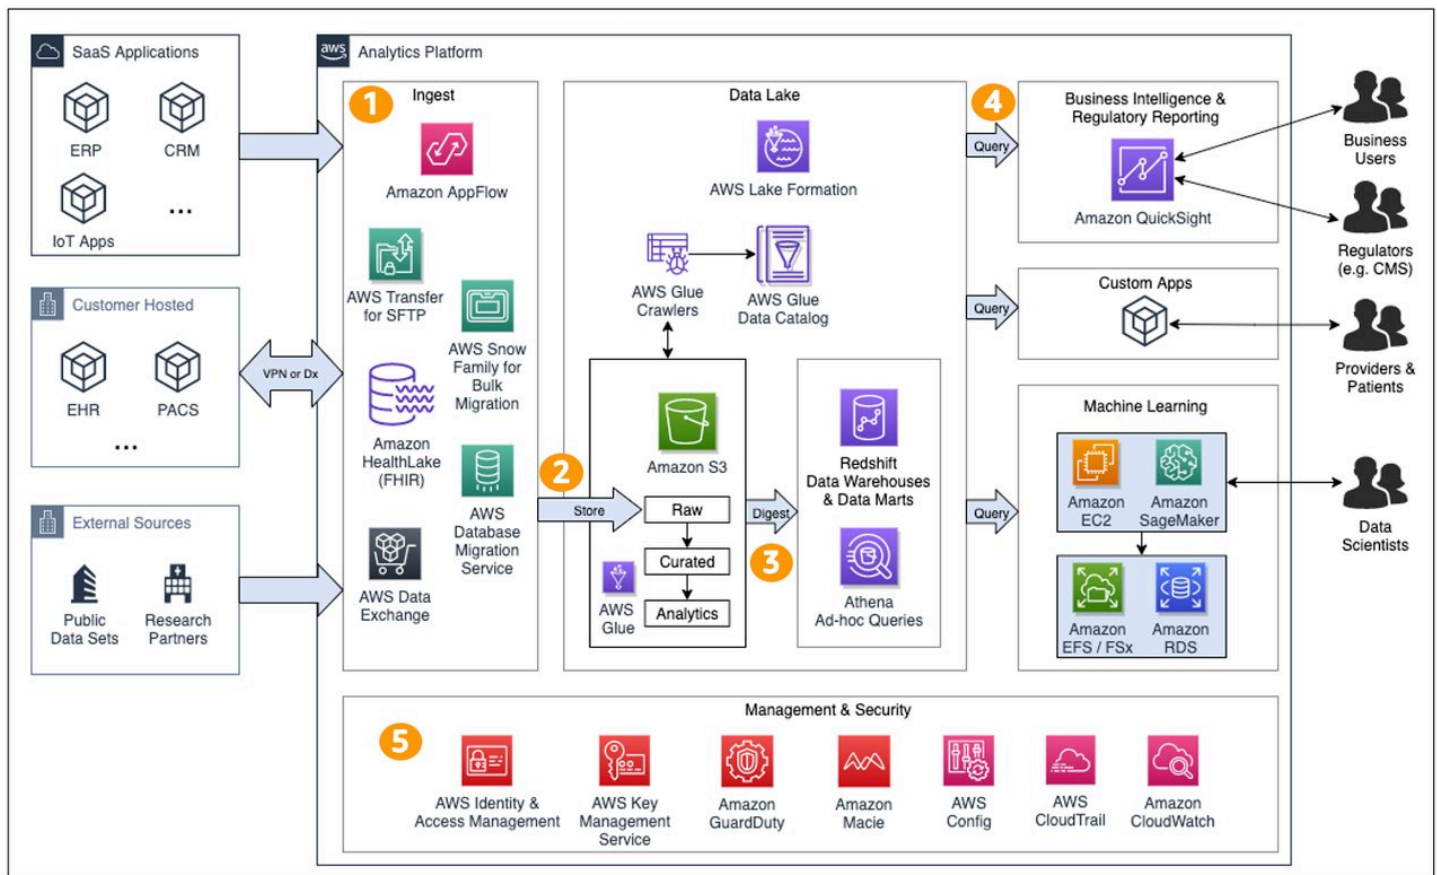 SaaS Applications
ERP
CRM
IoT Apps
...
Customer Hosted
EHR
PACS
...
External Sources
Public
Data Sets
Research
Partners
VPN or Dx
aws
Analytics Platform
1
Ingest
Amazon AppFlow
AWS Transfer
for SFTP
AWS Snow
Family for
Bulk
Migration
Amazon
HealthLake
(FHIR)
AWS
Database
Migration
Service
AWS Data
Exchange
2
Store
Data Lake
AWS Lake Formation
AWS Glue
Crawlers
AWS Glue
Data Catalog
Amazon S3
Raw
Curated
Analytics
AWS
Glue
Digest
3
Redshift
Data Warehouses
& Data Marts
Athena
Ad-hoc Queries
4
Query
Query
Query
Business Intelligence &
Regulatory Reporting
Amazon QuickSight
Custom Apps
Machine Learning
Amazon
EC2
Amazon
SageMaker
Amazon
EFS / FSx
Amazon
RDS
Business
Users
Regulators
(e.g. CMS)
Providers &
Patients
Data
Scientists
Management & Security
5
AWS Identity &
Access Management
AWS Key
Management
Service
Amazon
GuardDuty
Amazon
Macie
AWS
Config
AWS
CloudTrail
Amazon
CloudWatch